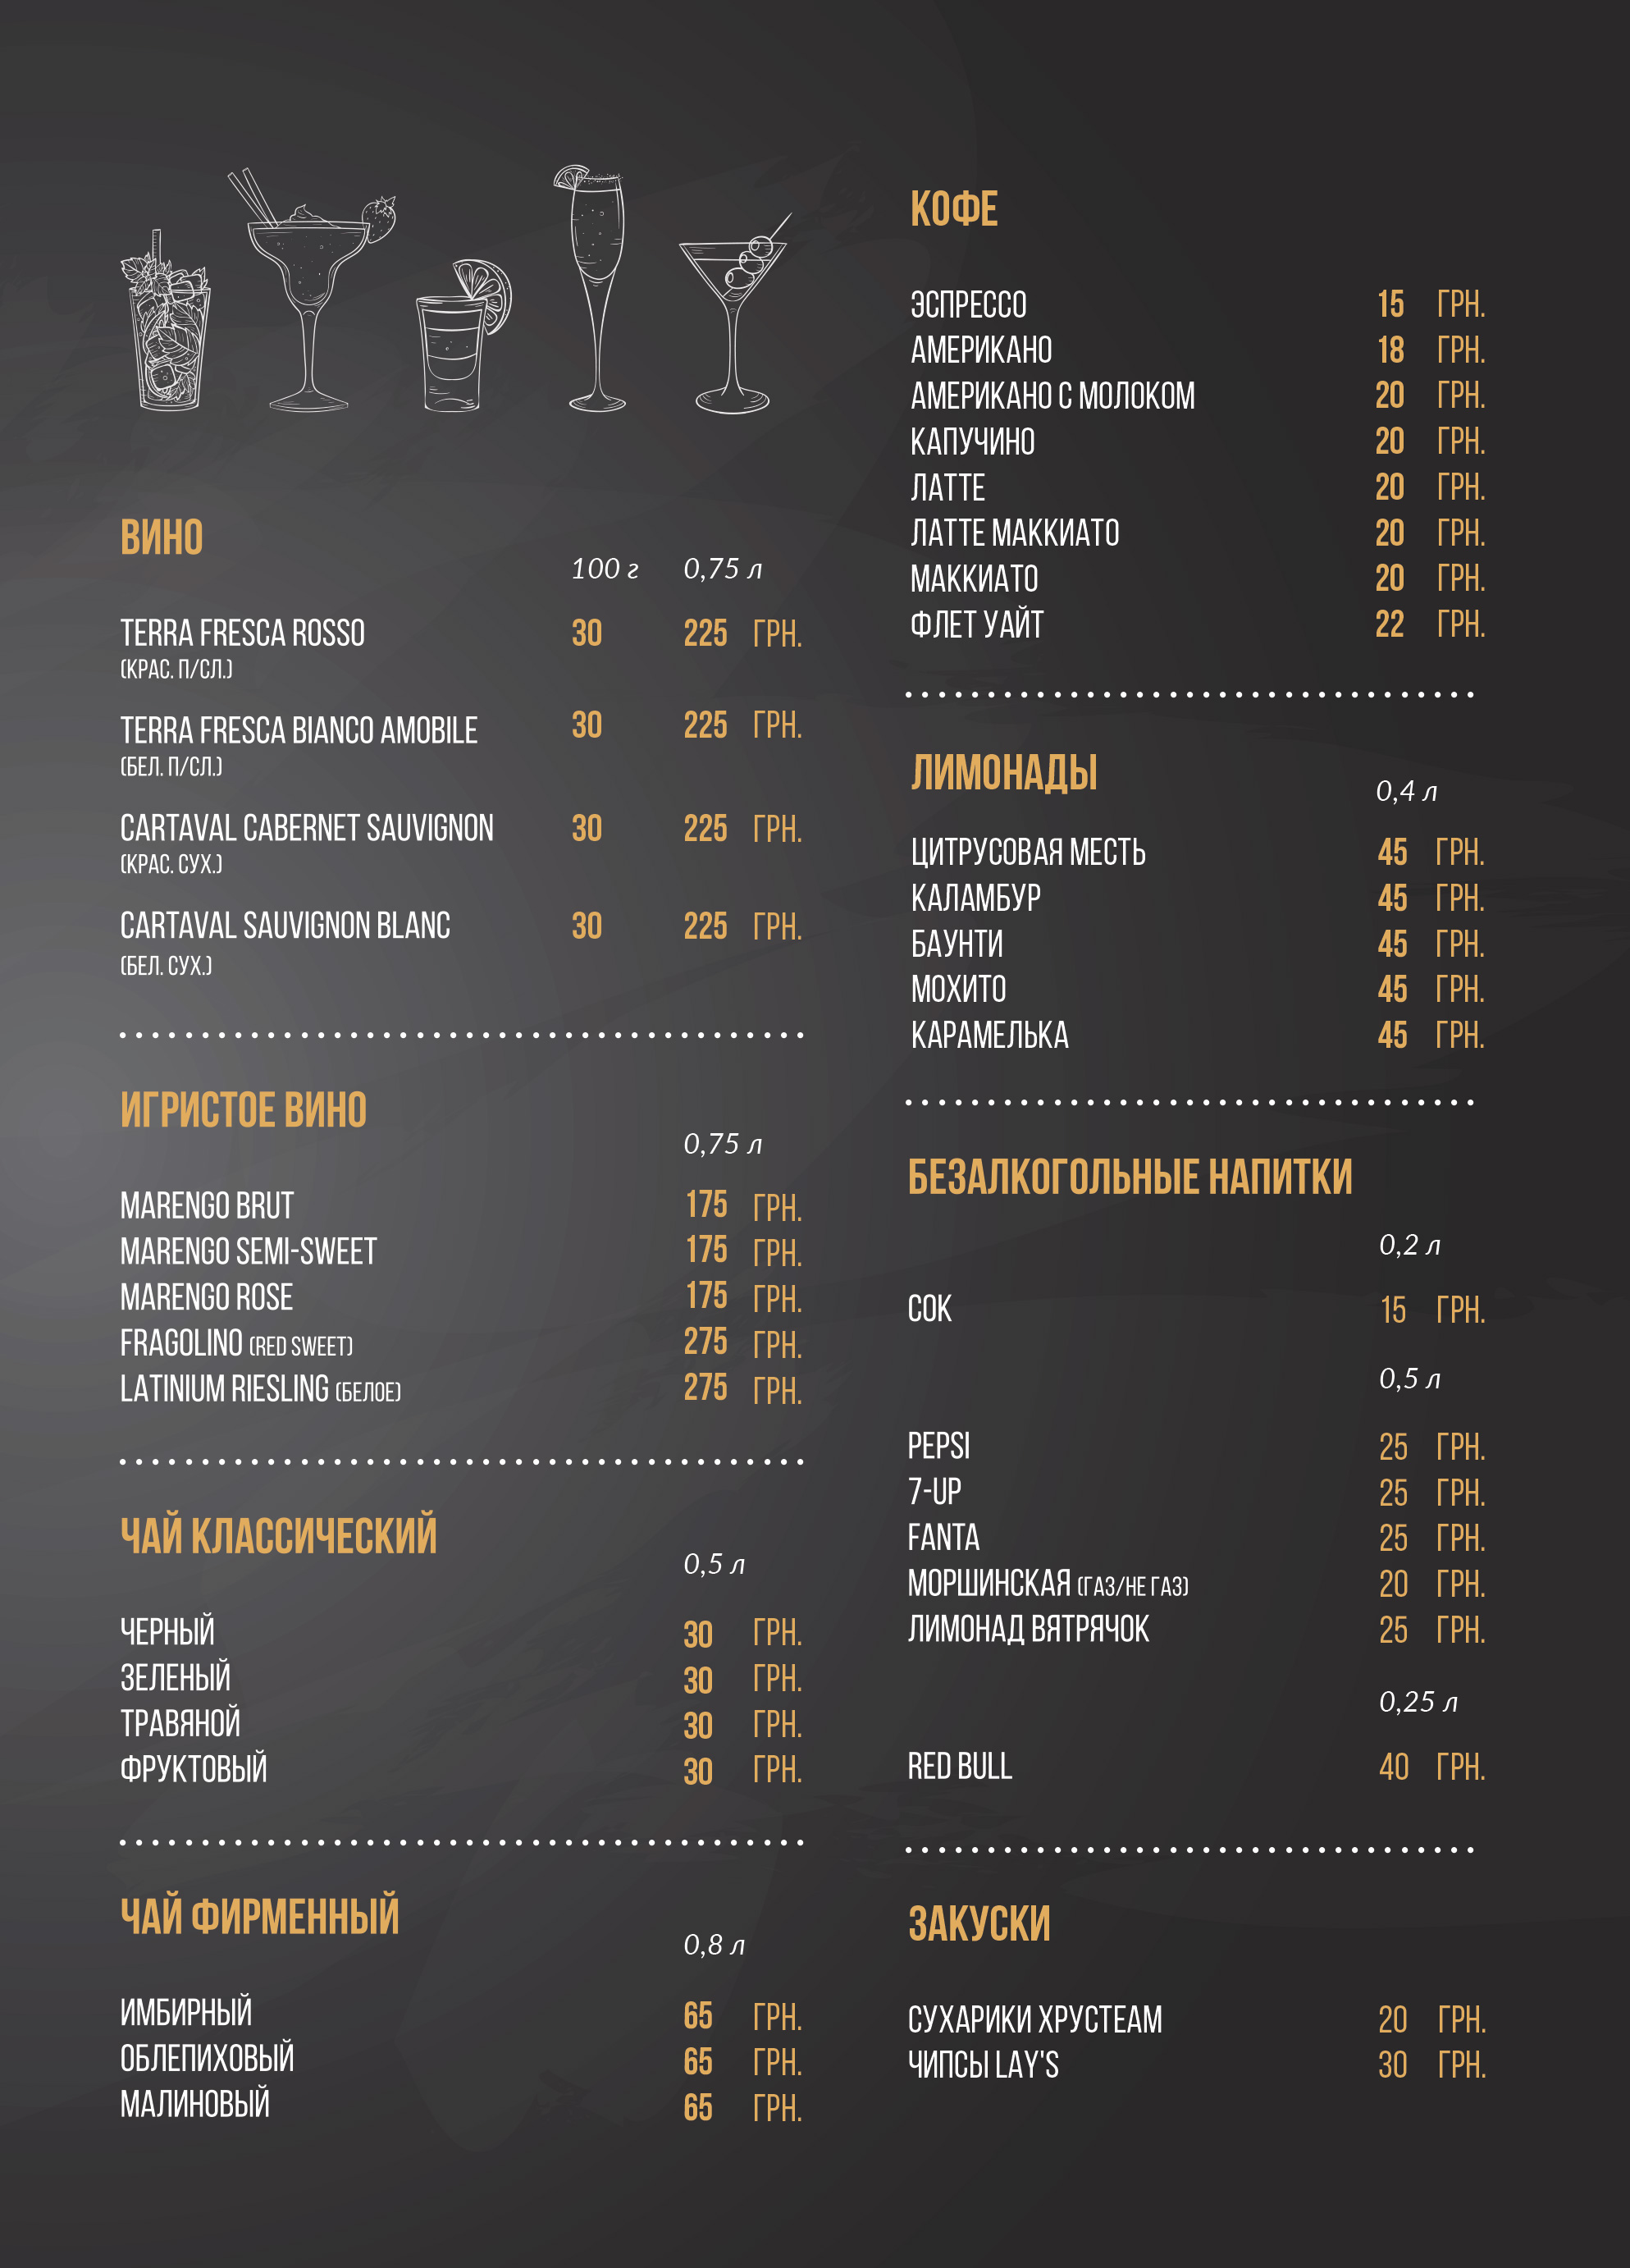 ВИНО
100 г 0,75 л
TERRA FRESCA ROSSO 30 225 ГРН.
(КРАС. П/СЛ.)
TERRA FRESCA BIANCO AMOBILE 30 225 ГРН.
(БЕЛ. П/СЛ.)
CARTAVAL CABERNET SAUVIGNON 30 225 ГРН.
(КРАС. СУХ.)
CARTAVAL SAUVIGNON BLANC 30 225 ГРН.
(БЕЛ. СУХ.)
ИГРИСТОЕ ВИНО
0,75 л
MARENGO BRUT 175 ГРН.
MARENGO SEMI-SWEET 175 ГРН.
MARENGO ROSE 175 ГРН.
FRAGOLINO (RED SWEET) 275 ГРН.
LATINIUM RIESLING (БЕЛОЕ) 275 ГРН.
ЧАЙ КЛАССИЧЕСКИЙ
0,5 л
ЧЕРНЫЙ 30 ГРН.
ЗЕЛЕНЫЙ 30 ГРН.
ТРАВЯНОЙ 30 ГРН.
ФРУКТОВЫЙ 30 ГРН.
ЧАЙ ФИРМЕННЫЙ
0,8 л
ИМБИРНЫЙ 65 ГРН.
ОБЛЕПИХОВЫЙ 65 ГРН.
МАЛИНОВЫЙ 65 ГРН.
КОФЕ
ЭСПРЕССО 15 ГРН.
АМЕРИКАНО 18 ГРН.
АМЕРИКАНО С МОЛОКОМ 20 ГРН.
КАПУЧИНО 20 ГРН.
ЛАТТЕ 20 ГРН.
ЛАТТЕ МАККИАТО 20 ГРН.
МАККИАТО 20 ГРН.
ФЛЕТ УАЙТ 22 ГРН.
ЛИМОНАДЫ
0,4 л
ЦИТРУСОВАЯ МЕСТЬ 45 ГРН.
КАЛАМБУР 45 ГРН.
БАУНТИ 45 ГРН.
МОХИТО 45 ГРН.
КАРАМЕЛЬКА 45 ГРН.
БЕЗАЛКОГОЛЬНЫЕ НАПИТКИ
0,2 л
СОК 15 ГРН.
0,5 л
PEPSI 25 ГРН.
7-UP 25 ГРН.
FANTA 25 ГРН.
МОРШИНСКАЯ (ГАЗ/НЕ ГАЗ) 20 ГРН.
ЛИМОНАД ВЯТРЯЧОК 25 ГРН.
0,25 л
RED BULL 40 ГРН.
ЗАКУСКИ
СУХАРИКИ ХРУСТЕАМ 20 ГРН.
ЧИПСЫ LAY'S 30 ГРН.